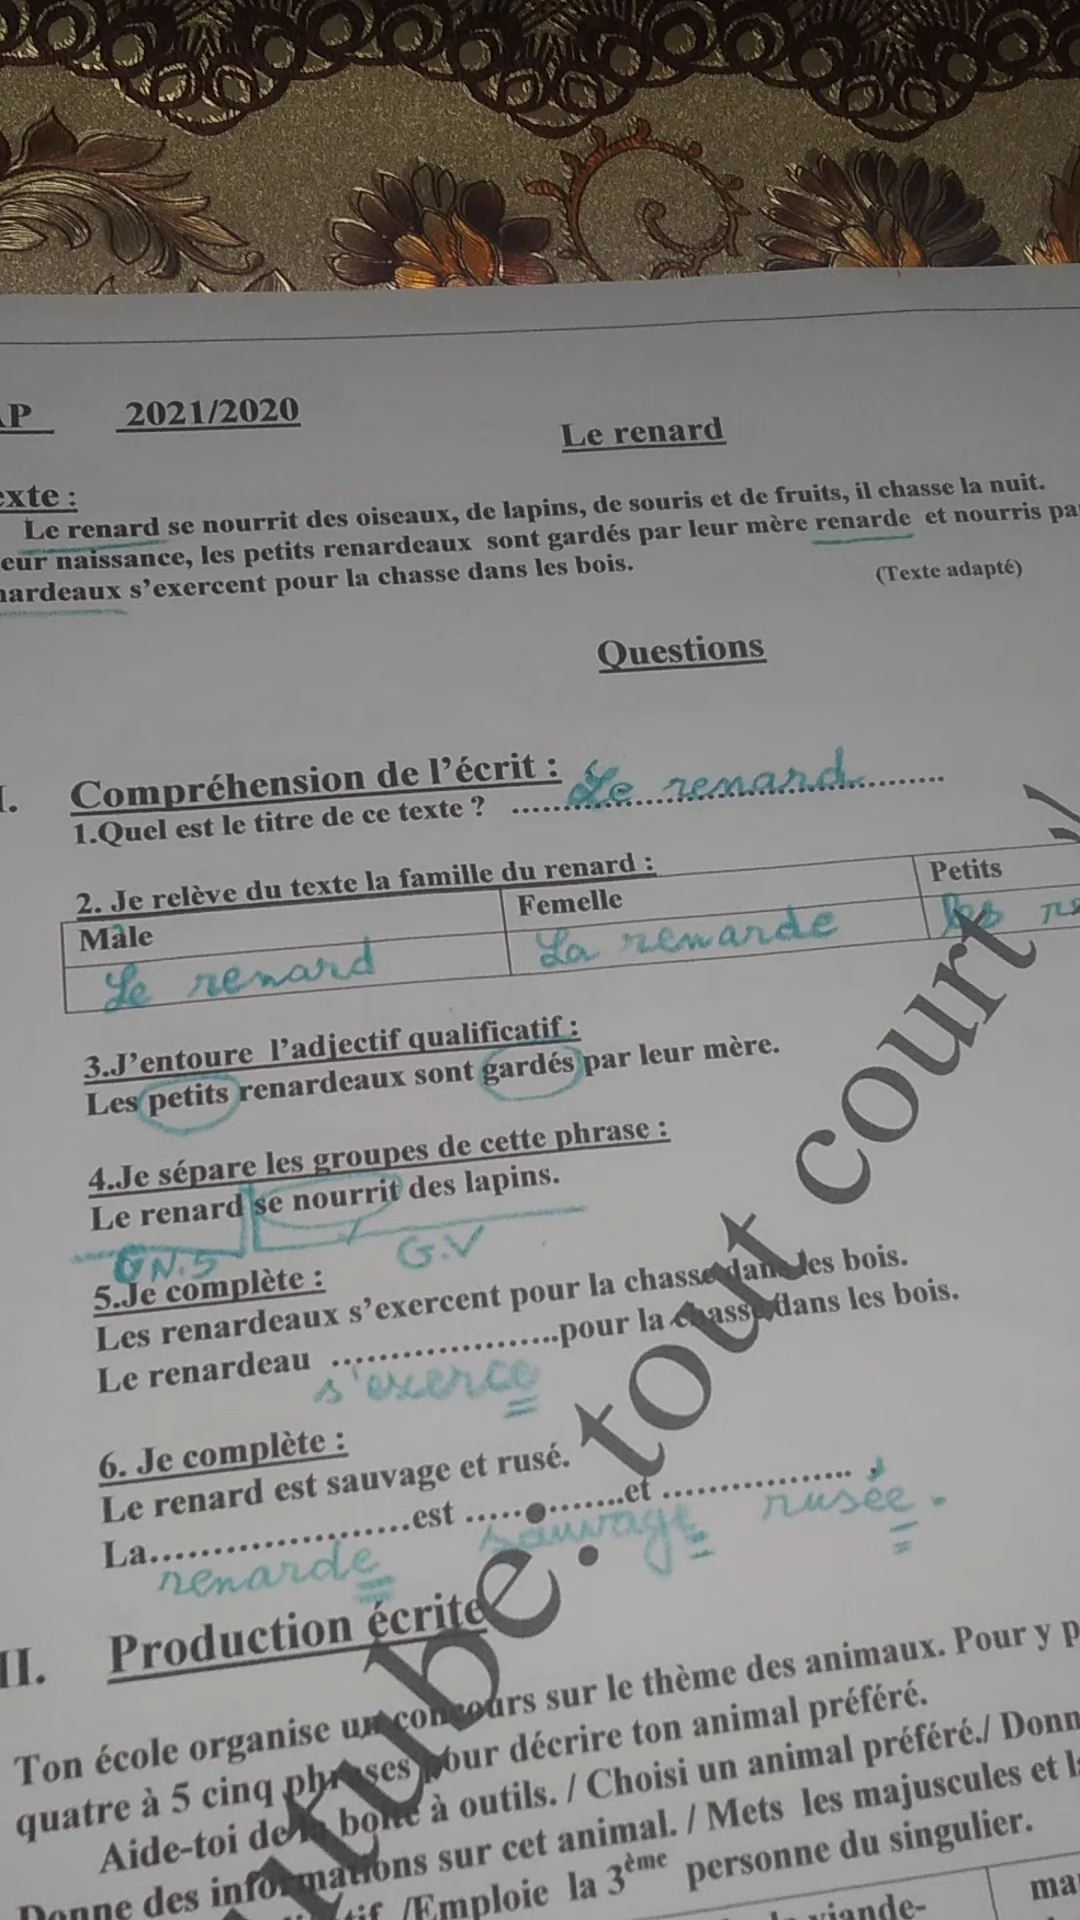 2021/2020
Le renard
Le renard se nourrit des oiseaux, de lapins, de souris et de fruits, il chasse la nuit.
eur naissance, les petits renardeaux sont gardés par leur mère renarde et nourris pa
ardeaux s'exercent pour la chasse dans les bois.
(Texte adapté)
Questions
Compréhension de l'écrit :
1.Quel est le titre de ce texte ? Le renard
2. Je relève du texte la famille du renard :
Mâle Femelle Petits
Le renard La renarde les
3.J'entoure l'adjectif qualificatif :
Les petits renardeaux sont gardés par leur mère.
4.Je sépare les groupes de cette phrase :
Le renard se nourrit des lapins.
GN.S G.V
5.Je complète :
Les renardeaux s'exercent pour la chasse dans les bois.
Le renardeau ....................pour la chasse dans les bois.
s'exerce
6. Je complète :
Le renard est sauvage et rusé.
La......................est ..............et ..................
renarde sauvage rusée.
II. Production écrite
Ton école organise un concours sur le thème des animaux. Pour y p
quatre à 5 cinq phrases pour décrire ton animal préféré.
Aide-toi de la boite à outils. / Choisi un animal préféré./ Donn
Donne des informations sur cet animal. / Mets les majuscules et l
/Emploie la 3ème personne du singulier.
viande-
ma
tube.tout court